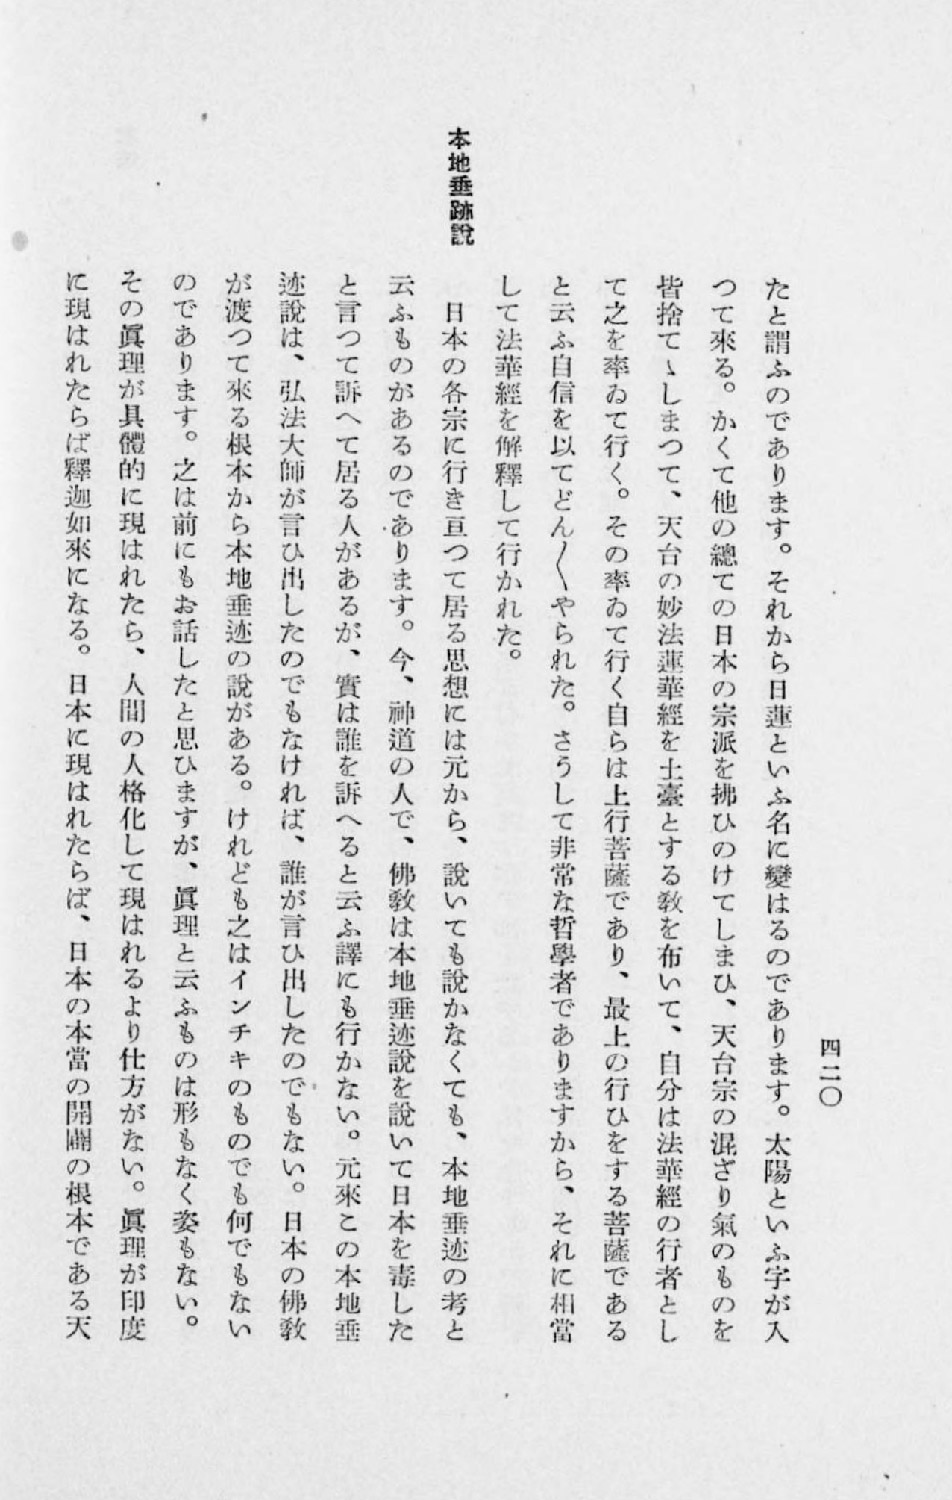 四二〇
たと謂ふのであります。それから日蓮といふ名に變はるのであります。太陽といふ字が入
つて來る。かくて他の總ての日本の宗派を拂ひのけてしまひ、天台宗の混ざり氣のものを
皆捨てゝしまつて、天台の妙法蓮華經を土臺とする敎を布いて、自分は法華經の行者とし
て之を率ゐて行く。その率ゐて行く自らは上行菩薩であり、最上の行ひをする菩薩である
と云ふ自信を以てどん〳〵やられた。さうして非常な哲學者でありますから、それに相當
して法華經を解釋して行かれた。
本地垂跡說
日本の各宗に行き亘つて居る思想には元から、說いても說かなくても、本地垂迹の考と
云ふものがあるのであります。今、神道の人で、佛敎は本地垂迹說を說いて日本を毒した
と言つて訴へて居る人があるが、實は誰を訴へると云ふ譯にも行かない。元來この本地垂
迹說は、弘法大師が言ひ出したのでもなければ、誰が言ひ出したのでもない。日本の佛敎
が渡つて來る根本から本地垂迹の說がある。けれども之はインチキのものでも何でもない
のであります。之は前にもお話したと思ひますが、眞理と云ふものは形もなく姿もない。
その眞理が具體的に現はれたら、人間の人格化して現はれるより仕方がない。眞理が印度
に現はれたらば釋迦如來になる。日本に現はれたらば、日本の本當の開闢の根本である天